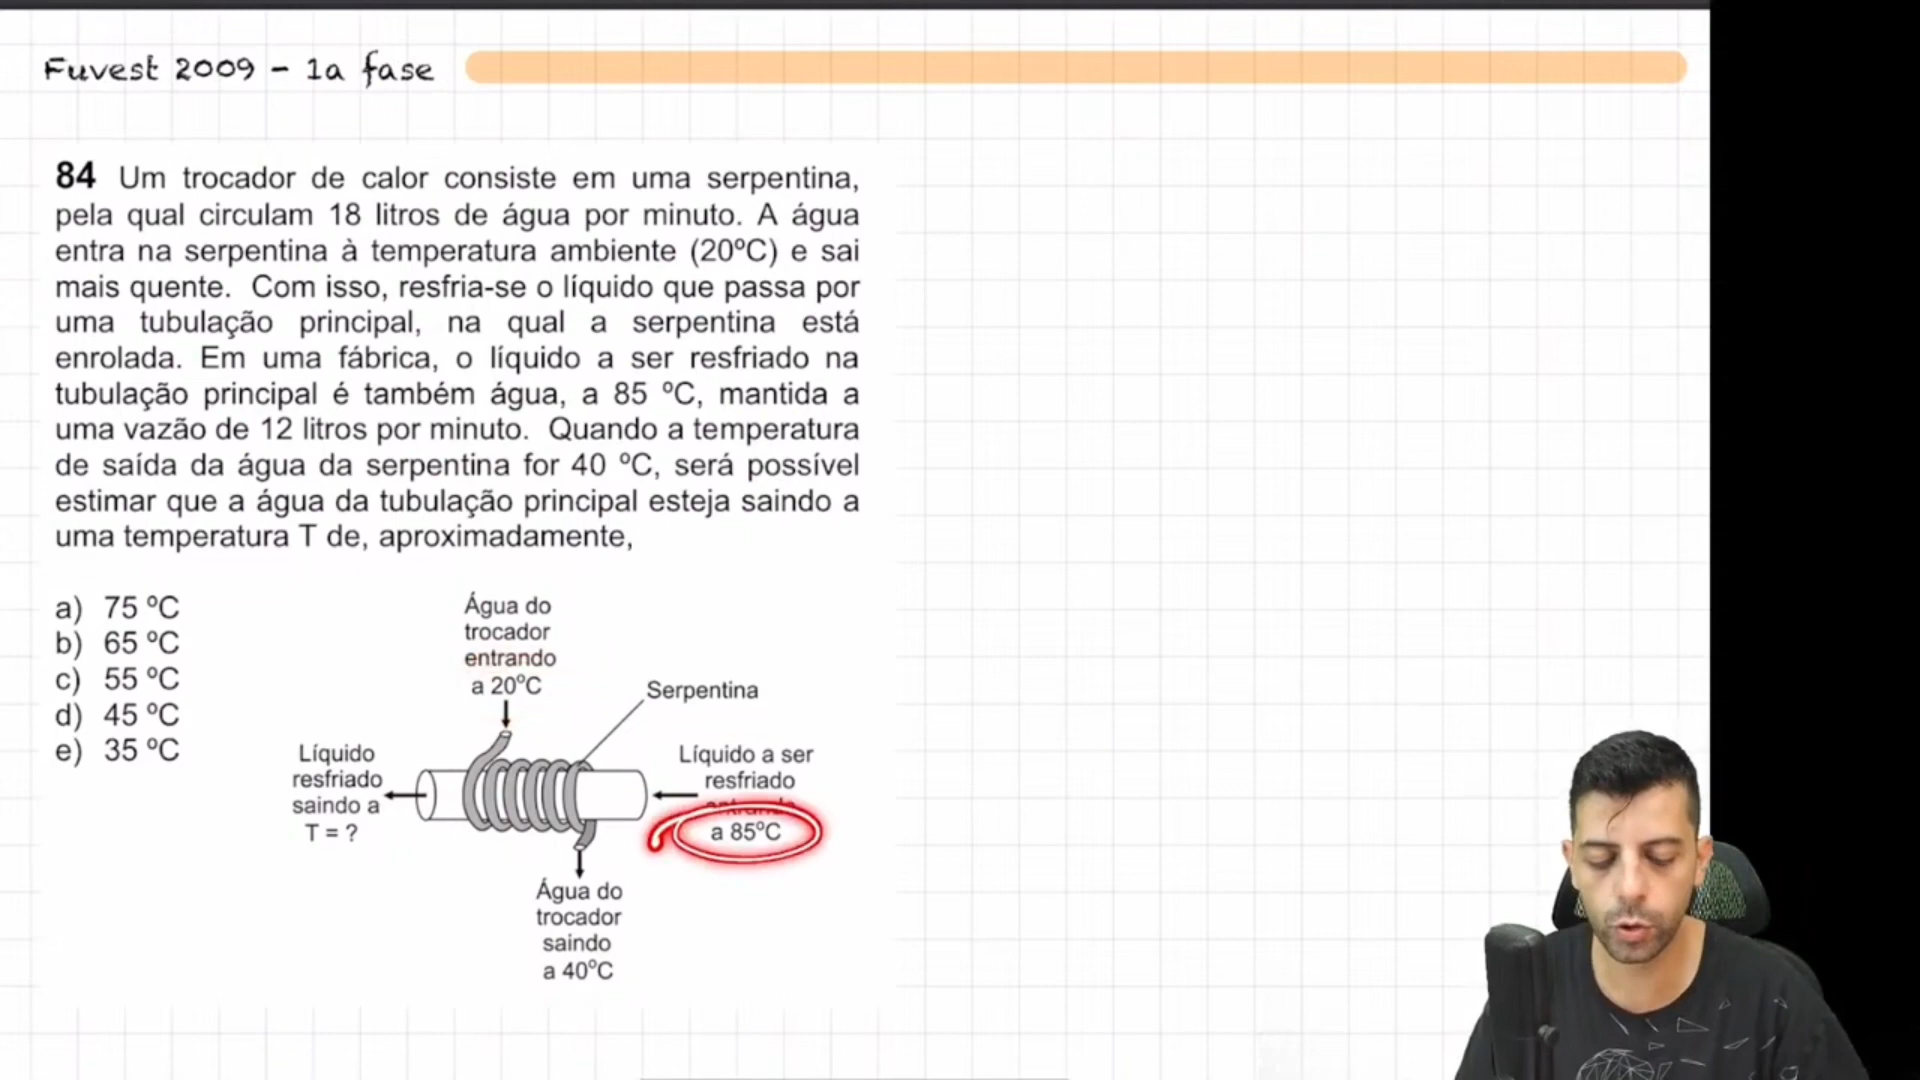 Fuvest 2009 - 1a fase
84 Um trocador de calor consiste em uma serpentina,
pela qual circulam 18 litros de água por minuto. A água
entra na serpentina à temperatura ambiente (20ºC) e sai
mais quente. Com isso, resfria-se o líquido que passa por
uma tubulação principal, na qual a serpentina está
enrolada. Em uma fábrica, o líquido a ser resfriado na
tubulação principal é também água, a 85 ºC, mantida a
uma vazão de 12 litros por minuto. Quando a temperatura
de saída da água da serpentina for 40 ºC, será possível
estimar que a água da tubulação principal esteja saindo a
uma temperatura T de, aproximadamente,
a) 75 ºC
b) 65 ºC
c) 55 ºC
d) 45 ºC
e) 35 ºC
Água do
trocador
entrando
a 20ºC
Serpentina
Líquido
resfriado
saindo a
T = ?
Líquido a ser
resfriado
a 85ºC
Água do
trocador
saindo
a 40ºC